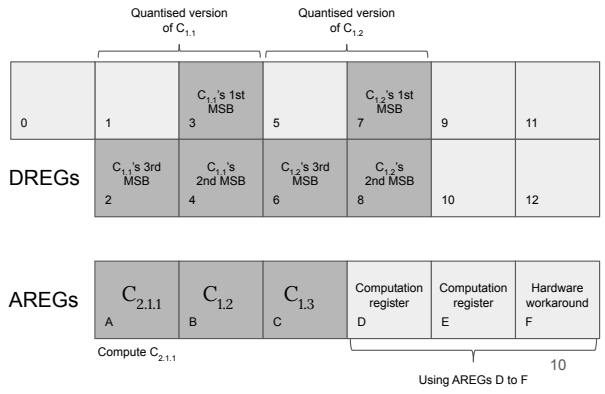 Quantised version
of C1.1
Quantised version
of C1.2
0
1
C1.1's 1st
MSB
3
5
C1.2's 1st
MSB
7
9
11
DREGs
C1.1's 3rd
MSB
2
C1.1's
2nd MSB
4
C1.2's 3rd
MSB
6
C1.2's
2nd MSB
8
10
12
AREGs
C2.1.1
A
C1.2
B
C1.3
C
Computation
register
D
Computation
register
E
Hardware
workaround
F
Compute C2.1.1
Using AREGs D to F
10